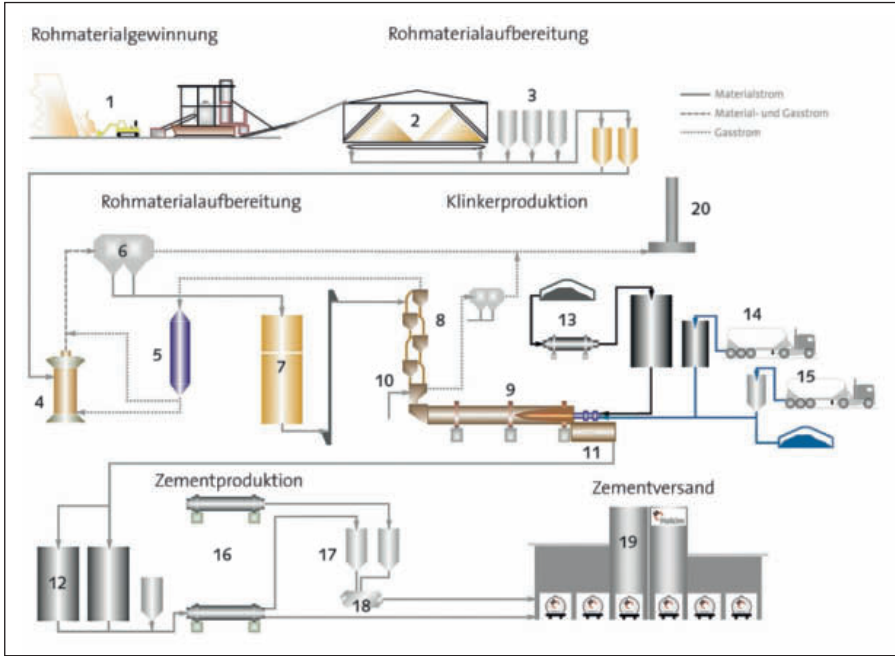 Rohmaterialgewinnung
Rohmaterialaufbereitung
1
2
3
Materialstrom
Material- und Gasstrom
Gasstrom
Rohmaterialaufbereitung
Klinkerproduktion
20
6
8
13
14
5
7
15
4
10
9
11
Zementproduktion
Zementversand
12
16
17
18
19
Holcim